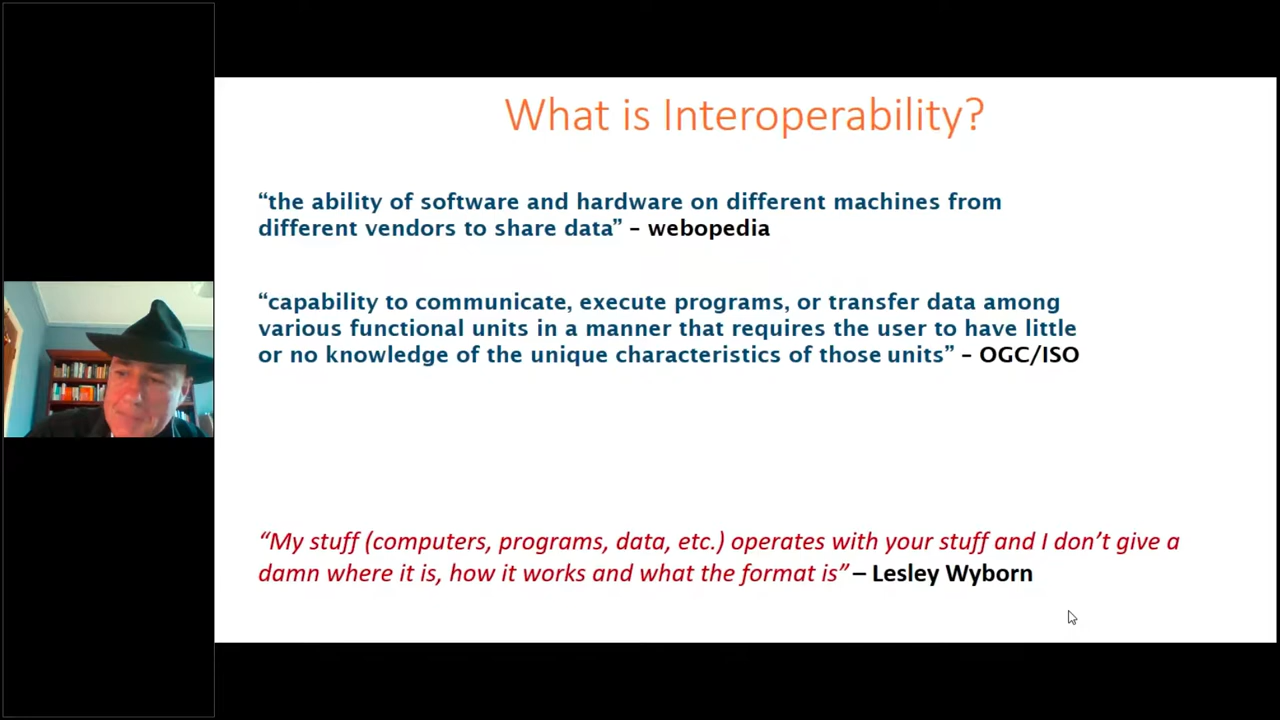 What is Interoperability?
“the ability of software and hardware on different machines from
different vendors to share data” – webopedia
“capability to communicate, execute programs, or transfer data among
various functional units in a manner that requires the user to have little
or no knowledge of the unique characteristics of those units” – OGC/ISO
“My stuff (computers, programs, data, etc.) operates with your stuff and I don’t give a
damn where it is, how it works and what the format is” – Lesley Wyborn